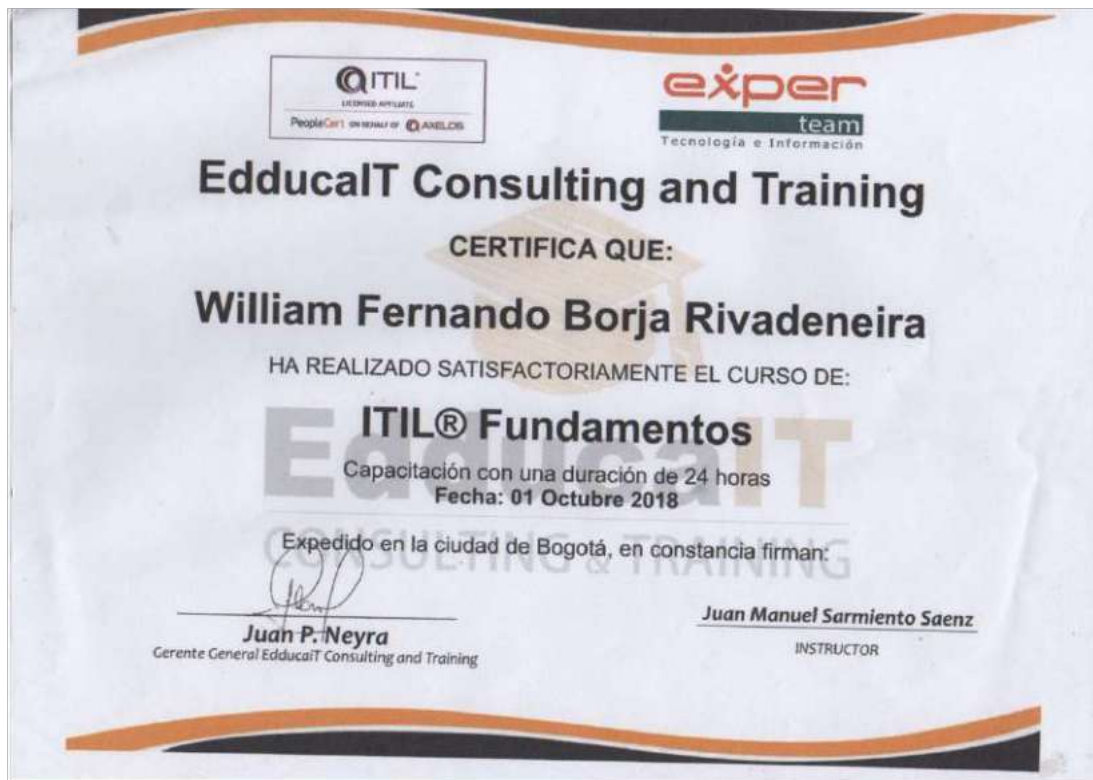 ITIL®
LICENSED AFFILIATE
PeopleCert ON BEHALF OF AXELOS
exper
team
Tecnología e Información
EdducaIT Consulting and Training
CERTIFICA QUE:
William Fernando Borja Rivadeneira
HA REALIZADO SATISFACTORIAMENTE EL CURSO DE:
ITIL® Fundamentos
EdducaIT
Capacitación con una duración de 24 horas
Fecha: 01 Octubre 2018
CONSULTING & TRAINING
Expedido en la ciudad de Bogotá, en constancia firman:
Juan P. Neyra
Gerente General EdducaiT Consulting and Training
Juan Manuel Sarmiento Saenz
INSTRUCTOR